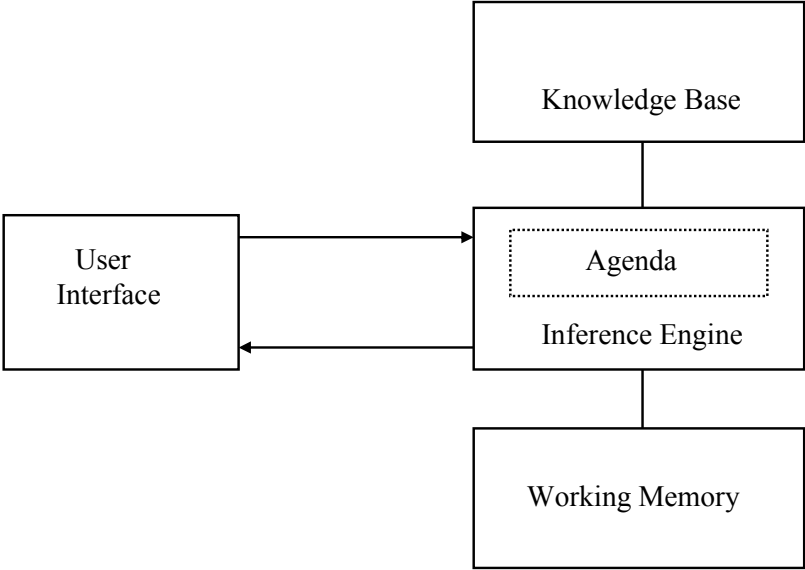 Knowledge Base
User
Interface
Agenda
Inference Engine
Working Memory